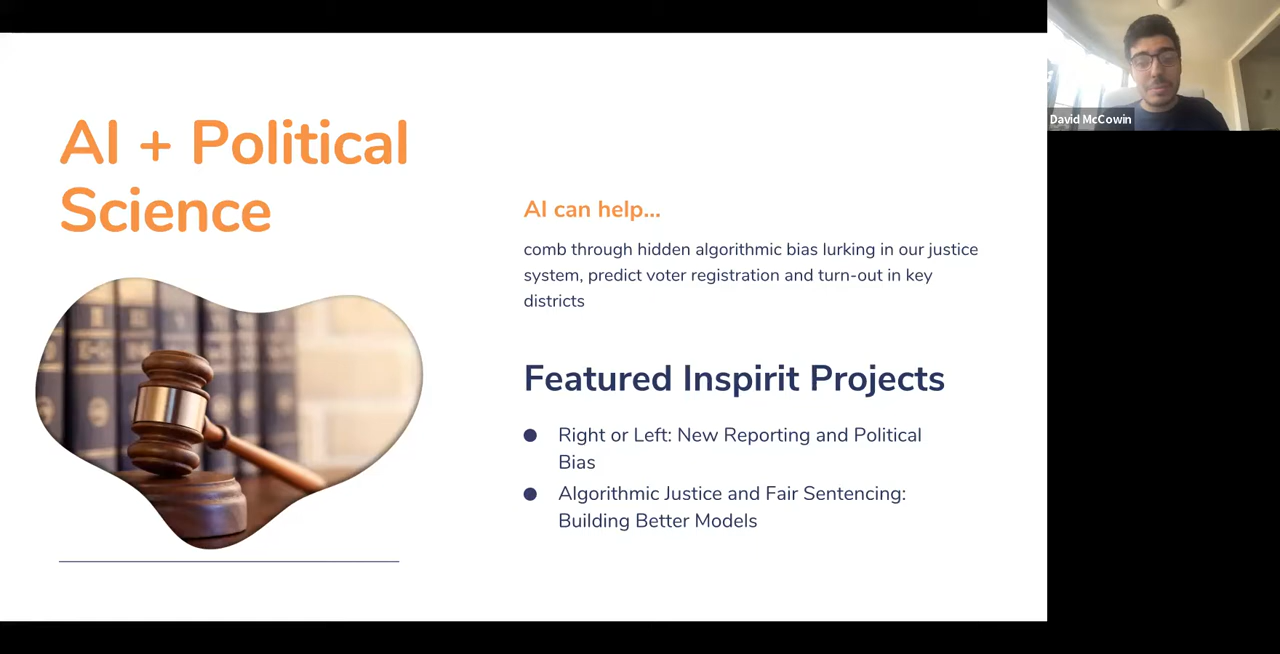 AI + Political
Science
AI can help...
comb through hidden algorithmic bias lurking in our justice
system, predict voter registration and turn-out in key
districts
Featured Inspirit Projects
Right or Left: New Reporting and Political
Bias
Algorithmic Justice and Fair Sentencing:
Building Better Models
David McCowin